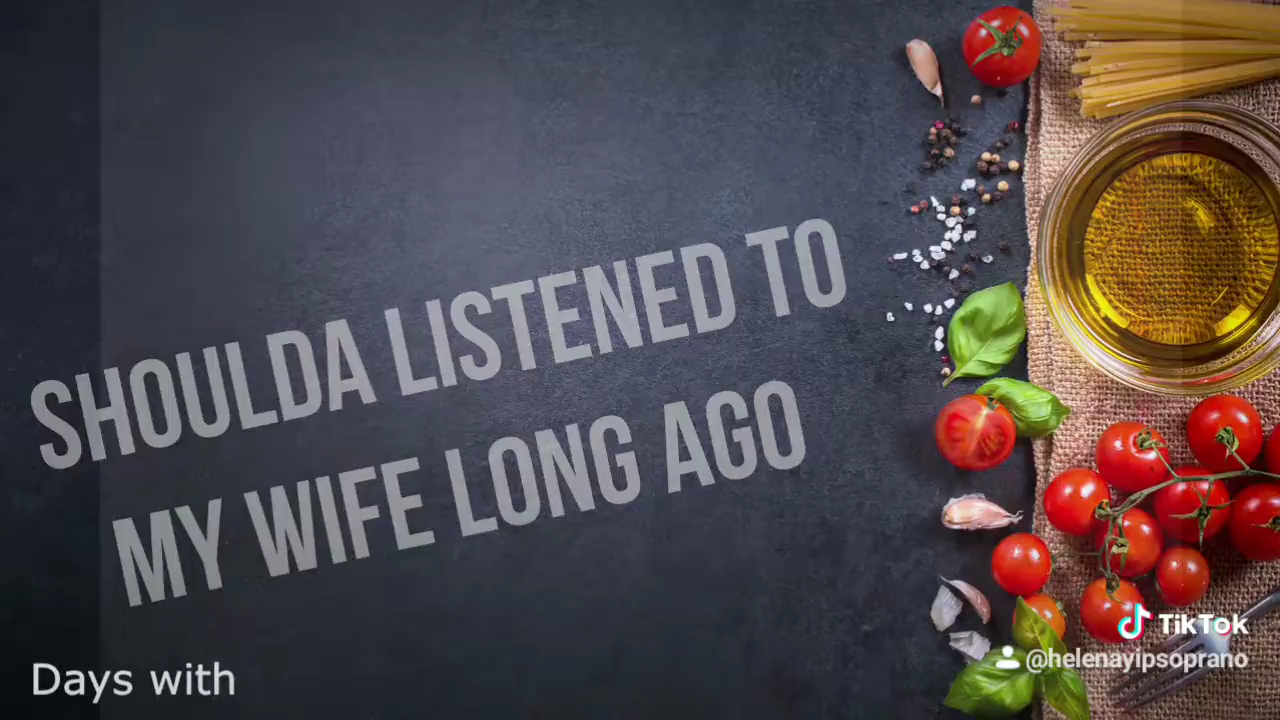 SHOULDA LISTENED TO
MY WIFE LONG AGO
Days with
TikTok
@helenayipsoprano